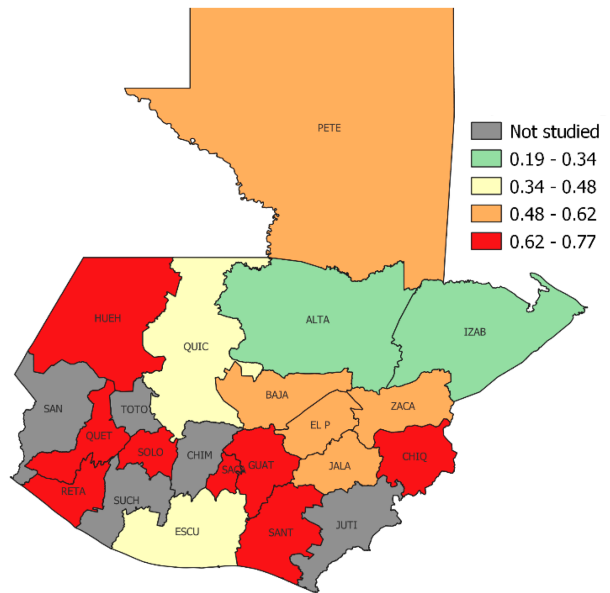 PETE
Not studied
0.19 - 0.34
0.34 - 0.48
0.48 - 0.62
0.62 - 0.77
HUEH
ALTA
IZAB
QUIC
BAJA
ZACA
SAN
TOTO
EL P
QUET
SOLO
CHIM
SACA
GUAT
JALA
CHIQ
RETA
SUCH
ESCU
SANT
JUTI